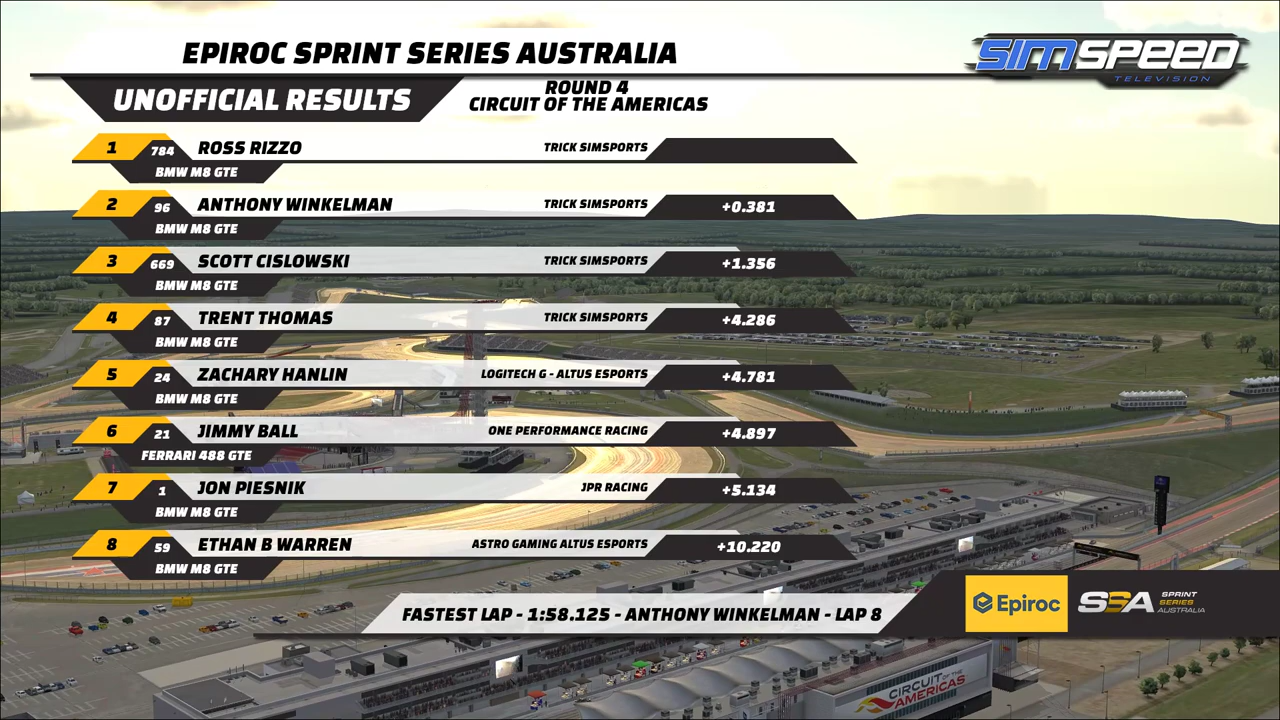 EPIROC SPRINT SERIES AUSTRALIA
SIMSPEED
TELEVISION
UNOFFICIAL RESULTS
ROUND 4
CIRCUIT OF THE AMERICAS
1 784 ROSS RIZZO TRICK SIMSPORTS
BMW M8 GTE
2 96 ANTHONY WINKELMAN TRICK SIMSPORTS +0.381
BMW M8 GTE
3 669 SCOTT CISLOWSKI TRICK SIMSPORTS +1.356
BMW M8 GTE
4 87 TRENT THOMAS TRICK SIMSPORTS +4.286
BMW M8 GTE
5 24 ZACHARY HANLIN LOGITECH G - ALTUS ESPORTS +4.781
BMW M8 GTE
6 21 JIMMY BALL ONE PERFORMANCE RACING +4.897
FERRARI 488 GTE
7 1 JON PIESNIK JPR RACING +5.134
BMW M8 GTE
8 59 ETHAN B WARREN ASTRO GAMING ALTUS ESPORTS +10.220
BMW M8 GTE
FASTEST LAP - 1:58.125 - ANTHONY WINKELMAN - LAP 8
Epiroc
SSA SPRINT
SERIES
AUSTRALIA
CIRCUIT OF THE
AMERICAS